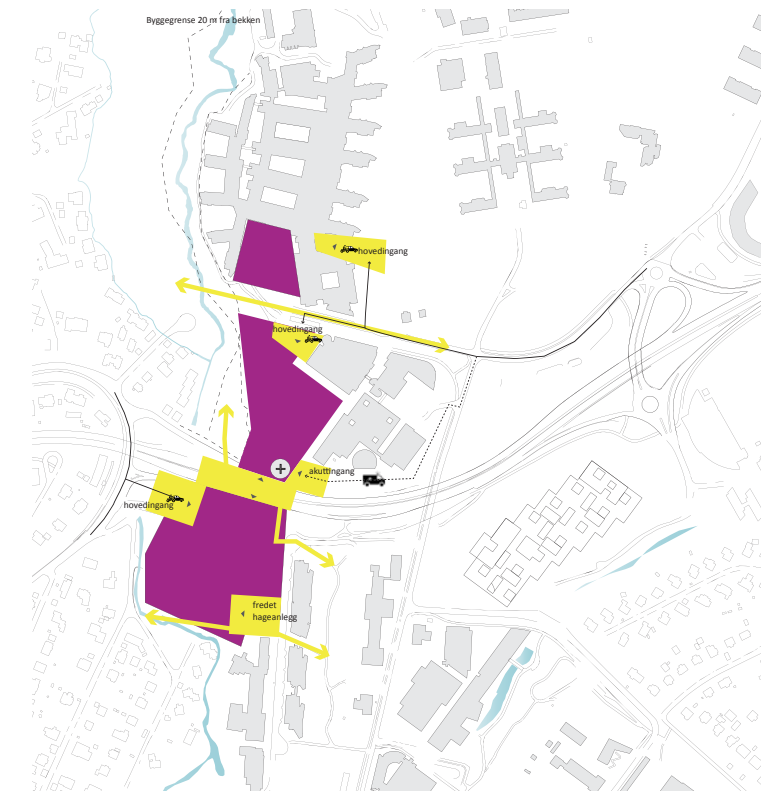 Byggegrense 20 m fra bekken
hovedingang
hovedingang
akuttingang
hovedingang
fredet
hageanlegg